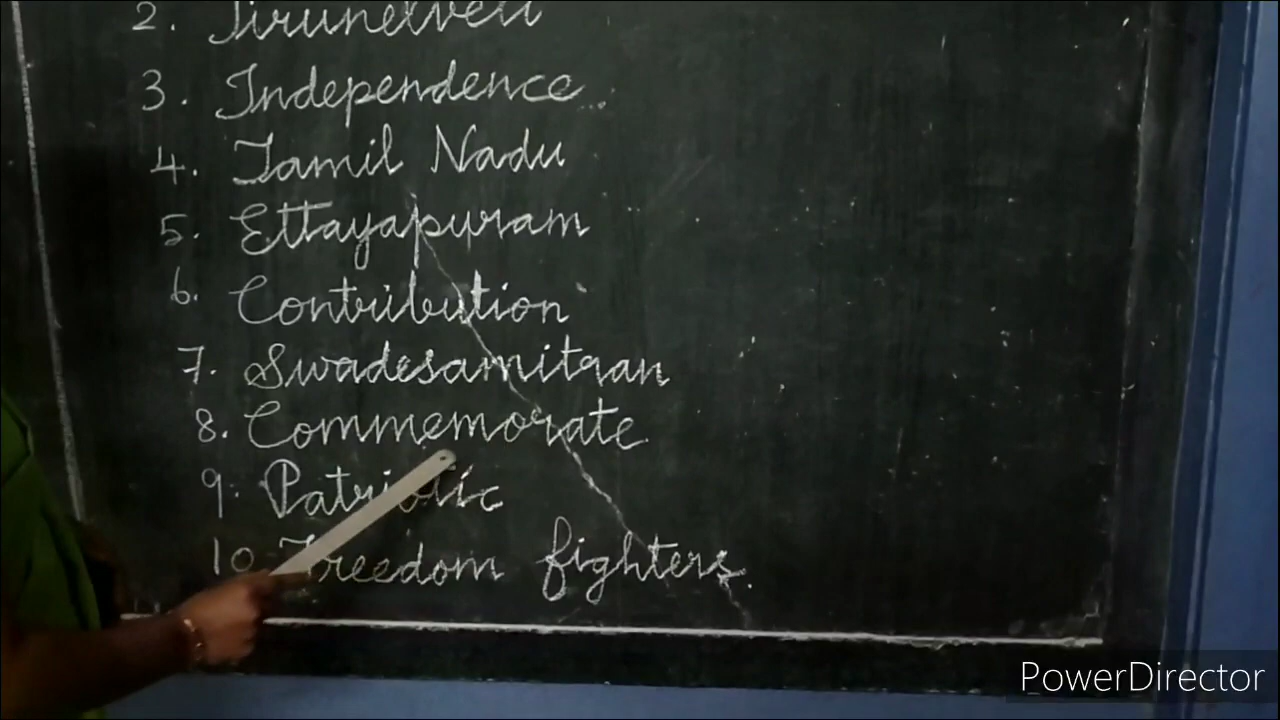 2. Tirunelveli
3. Independence
4. Tamil Nadu
5. Ettayapuram
6. Contribution
7. Swadesamitran
8. Commemorate
9. Patriotic
10. Freedom fighters.
PowerDirector